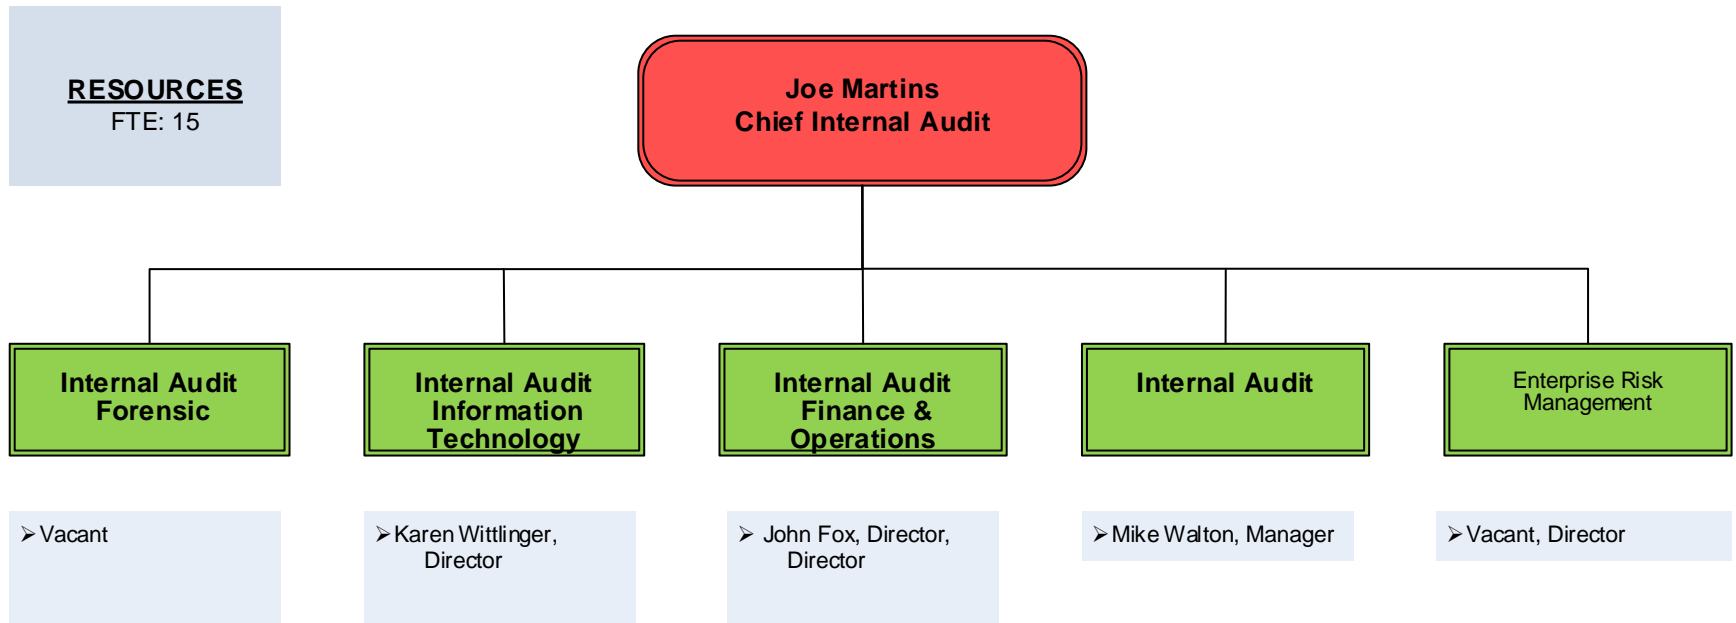 RESOURCES
FTE: 15
Joe Martins
Chief Internal Audit
Internal Audit
Forensic
Internal Audit
Information
Technology
Internal Audit
Finance &
Operations
Internal Audit
Enterprise Risk
Management
➢Vacant
➢Karen Wittlinger,
Director
➢ John Fox, Director,
Director
➢Mike Walton, Manager
➢Vacant, Director